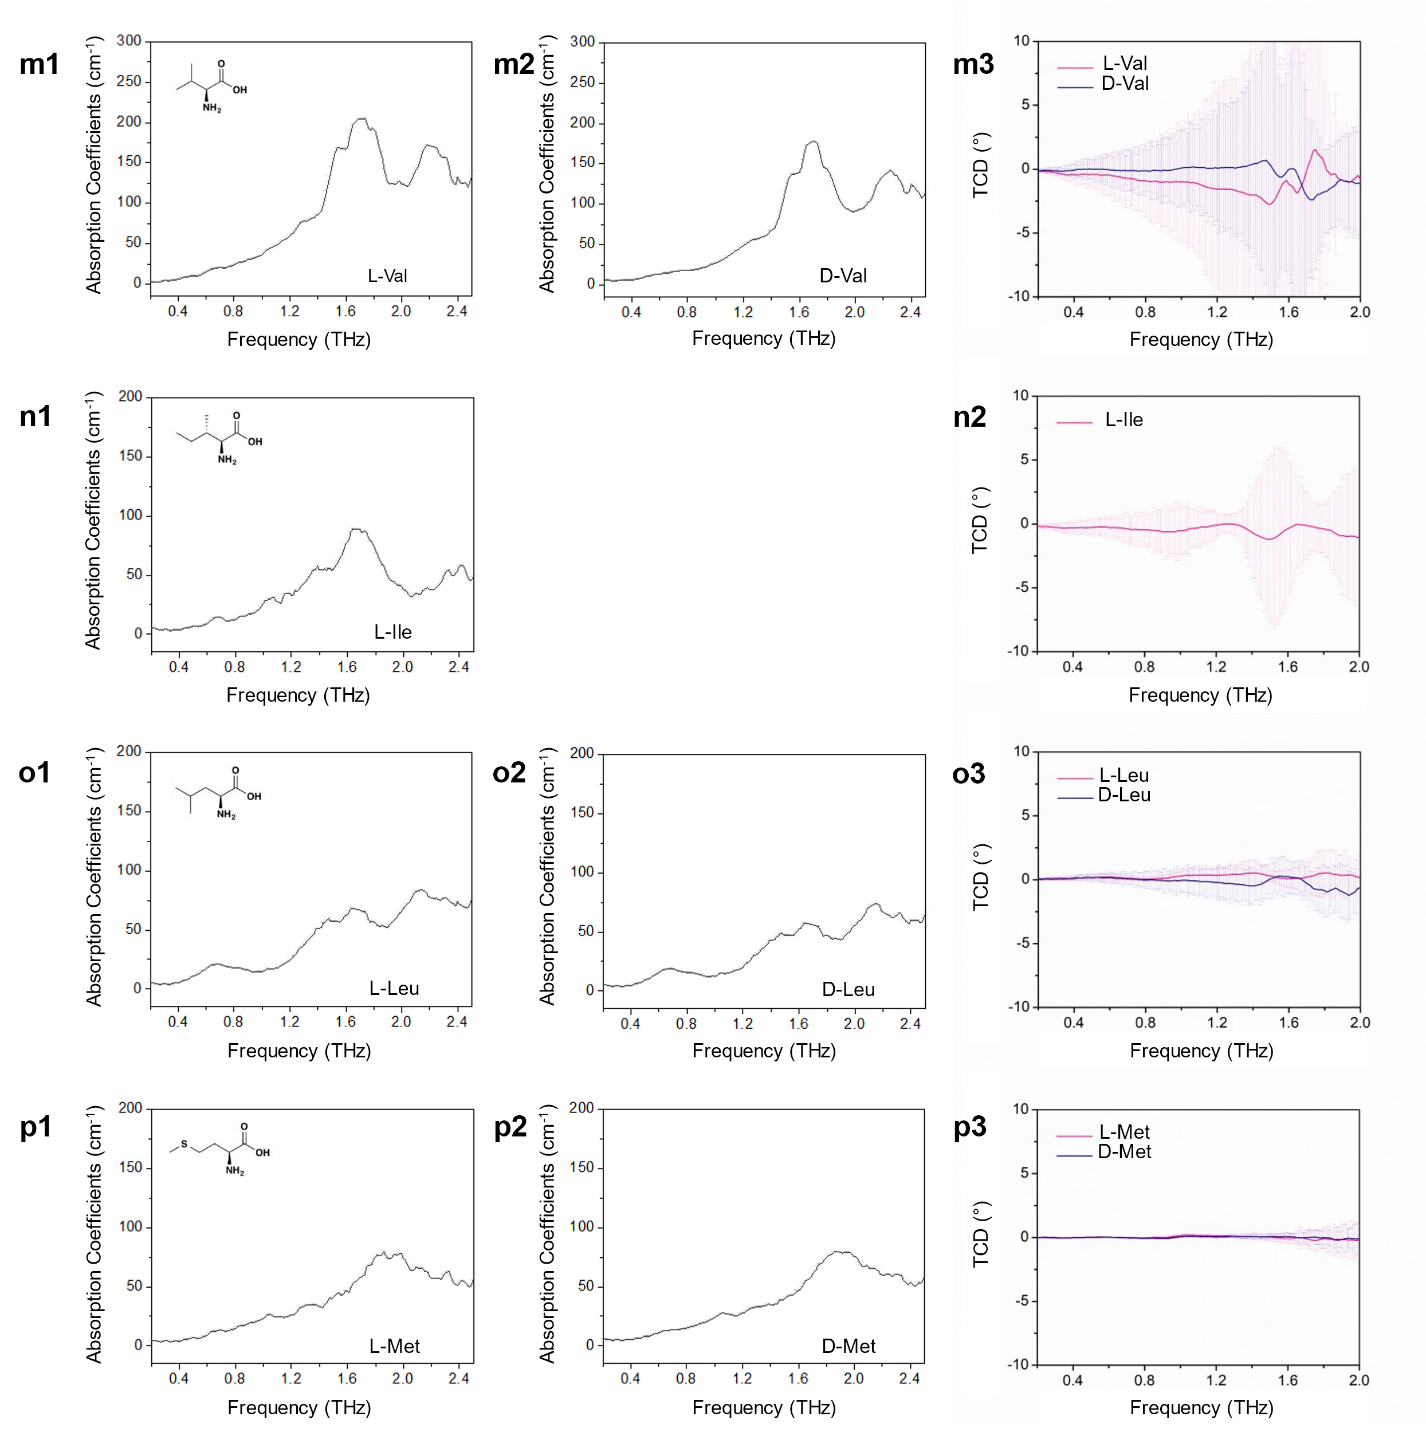 m1
Absorption Coefficients (cm-1)
300
250
200
150
100
50
0
O
OH
NH2
L-Val
0.4 0.8 1.2 1.6 2.0 2.4
Frequency (THz)
m2
Absorption Coefficients (cm-1)
300
250
200
150
100
50
0
D-Val
0.4 0.8 1.2 1.6 2.0 2.4
Frequency (THz)
m3
TCD (°)
10
5
0
-5
-10
L-Val
D-Val
0.4 0.8 1.2 1.6 2.0
Frequency (THz)
n1
Absorption Coefficients (cm-1)
200
150
100
50
0
O
OH
NH2
L-Ile
0.4 0.8 1.2 1.6 2.0 2.4
Frequency (THz)
n2
TCD (°)
10
5
0
-5
-10
L-Ile
0.4 0.8 1.2 1.6 2.0
Frequency (THz)
o1
Absorption Coefficients (cm-1)
200
150
100
50
0
O
OH
NH2
L-Leu
0.4 0.8 1.2 1.6 2.0 2.4
Frequency (THz)
o2
Absorption Coefficients (cm-1)
200
150
100
50
0
D-Leu
0.4 0.8 1.2 1.6 2.0 2.4
Frequency (THz)
o3
TCD (°)
10
5
0
-5
-10
L-Leu
D-Leu
0.4 0.8 1.2 1.6 2.0
Frequency (THz)
p1
Absorption Coefficients (cm-1)
200
150
100
50
0
S
O
OH
NH2
L-Met
0.4 0.8 1.2 1.6 2.0 2.4
Frequency (THz)
p2
Absorption Coefficients (cm-1)
200
150
100
50
0
D-Met
0.4 0.8 1.2 1.6 2.0 2.4
Frequency (THz)
p3
TCD (°)
10
5
0
-5
-10
L-Met
D-Met
0.4 0.8 1.2 1.6 2.0
Frequency (THz)